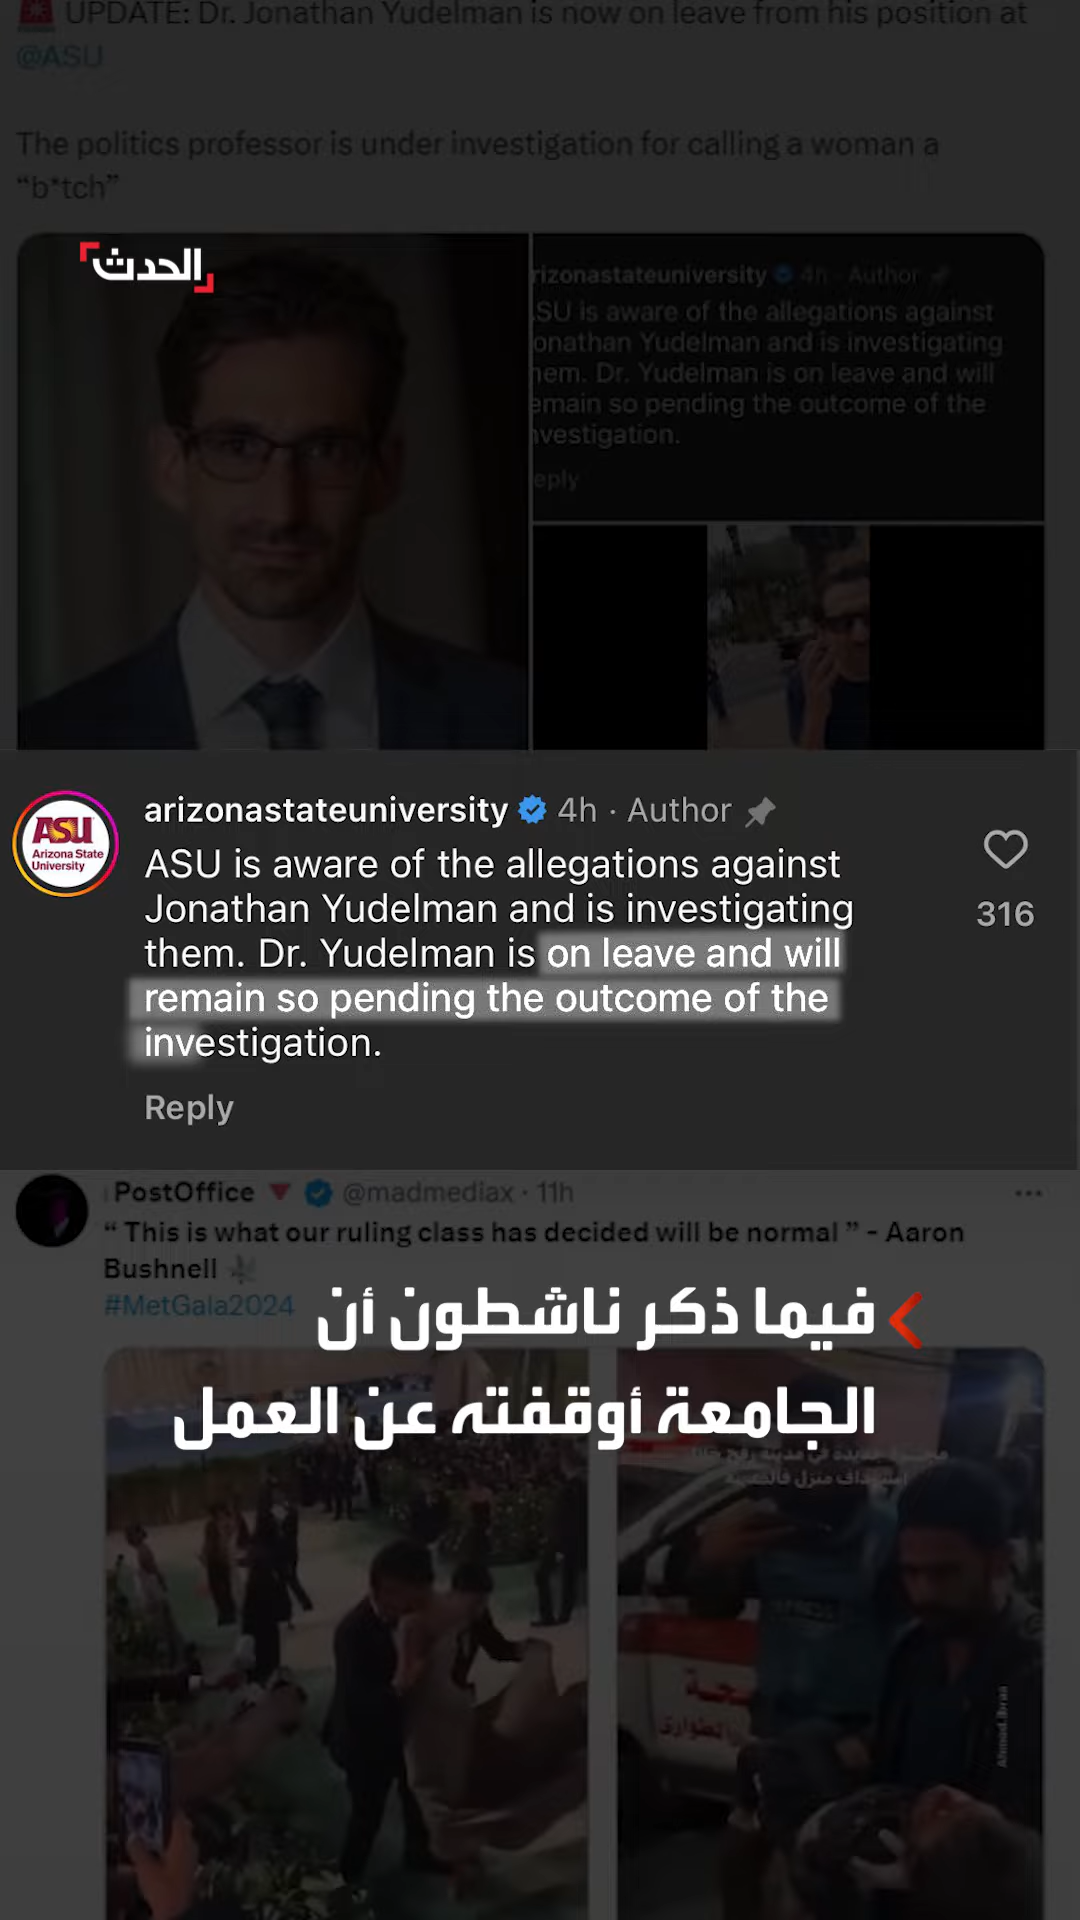 UPDATE: Dr. Jonathan Yudelman is now on leave from his position at
@ASU
The politics professor is under investigation for calling a woman a
“b*tch”
الحدث
rizonastateuniversity 4h Author
SU is aware of the allegations against
onathan Yudelman and is investigating
hem. Dr. Yudelman is on leave and will
emain so pending the outcome of the
nvestigation.
eply
arizonastateuniversity 4h · Author
ASU is aware of the allegations against
Jonathan Yudelman and is investigating
them. Dr. Yudelman is on leave and will
remain so pending the outcome of the
investigation.
Reply
316
ASU
Arizona State
University
PostOffice @madmediax · 11h
“ This is what our ruling class has decided will be normal ” - Aaron
Bushnell
#MetGala2024
فيما ذكر ناشطون أن
الجامعة أوقفته عن العمل